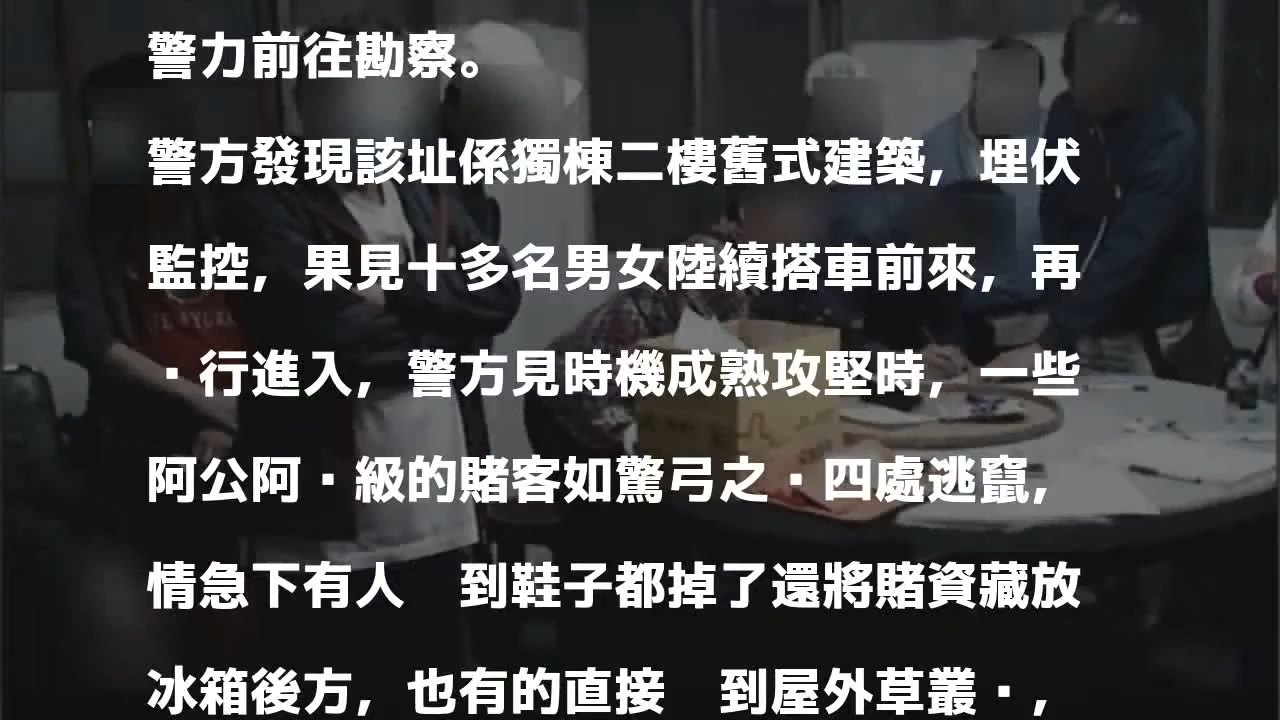 警力前往勘察。
警方發現該址係獨棟二樓舊式建築，埋伏
監控，果見十多名男女陸續搭車前來，再
▪行進入，警方見時機成熟攻堅時，一些
阿公阿▪級的賭客如驚弓之▪四處逃竄，
情急下有人　到鞋子都掉了還將賭資藏放
冰箱後方，也有的直接　到屋外草叢▪，